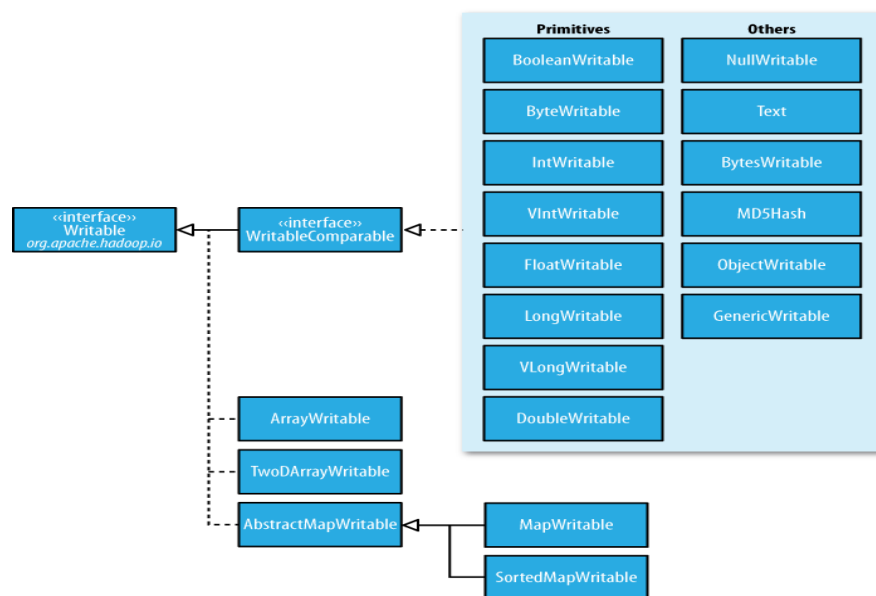 Primitives
Others
BooleanWritable
NullWritable
ByteWritable
Text
IntWritable
BytesWritable
‹‹interface››
Writable
org.apache.hadoop.io
‹‹interface››
WritableComparable
VIntWritable
MD5Hash
FloatWritable
ObjectWritable
LongWritable
GenericWritable
VLongWritable
DoubleWritable
ArrayWritable
TwoDArrayWritable
AbstractMapWritable
MapWritable
SortedMapWritable